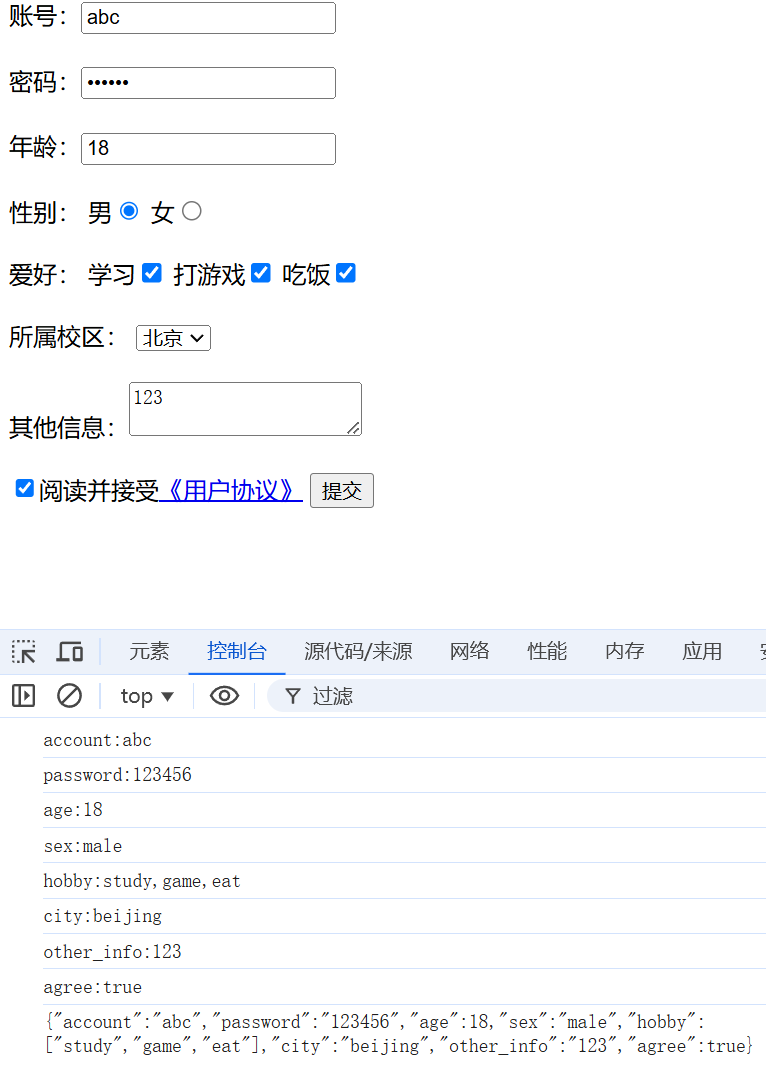 账号： abc
密码： ••••••
年龄： 18
性别： 男 女
爱好： 学习 打游戏 吃饭
所属校区： 北京
其他信息： 123
阅读并接受《用户协议》 提交
元素 控制台 源代码/来源 网络 性能 内存 应用
top 过滤
account:abc
password:123456
age:18
sex:male
hobby:study,game,eat
city:beijing
other_info:123
agree:true
{"account":"abc","password":"123456","age":18,"sex":"male","hobby":
["study","game","eat"],"city":"beijing","other_info":"123","agree":true}